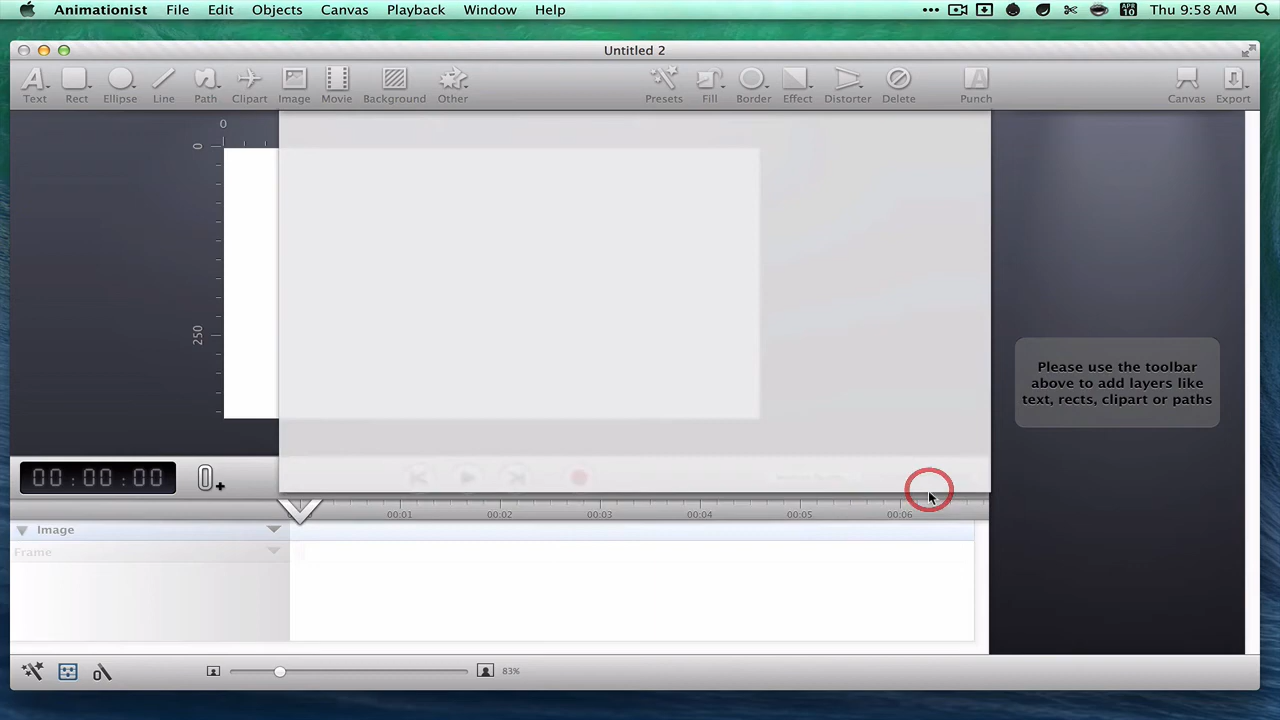 Animationist File Edit Objects Canvas Playback Window Help APR 10 Thu 9:58 AM
Untitled 2
Text Rect Ellipse Line Path Clipart Image Movie Background Other Presets Fill Border Effect Distorter Delete Punch Canvas Export
0
0
250
Please use the toolbar
above to add layers like
text, rects, clipart or paths
00:00:00
00:01 00:02 00:03 00:04 00:05 00:06
Image
Frame
83%